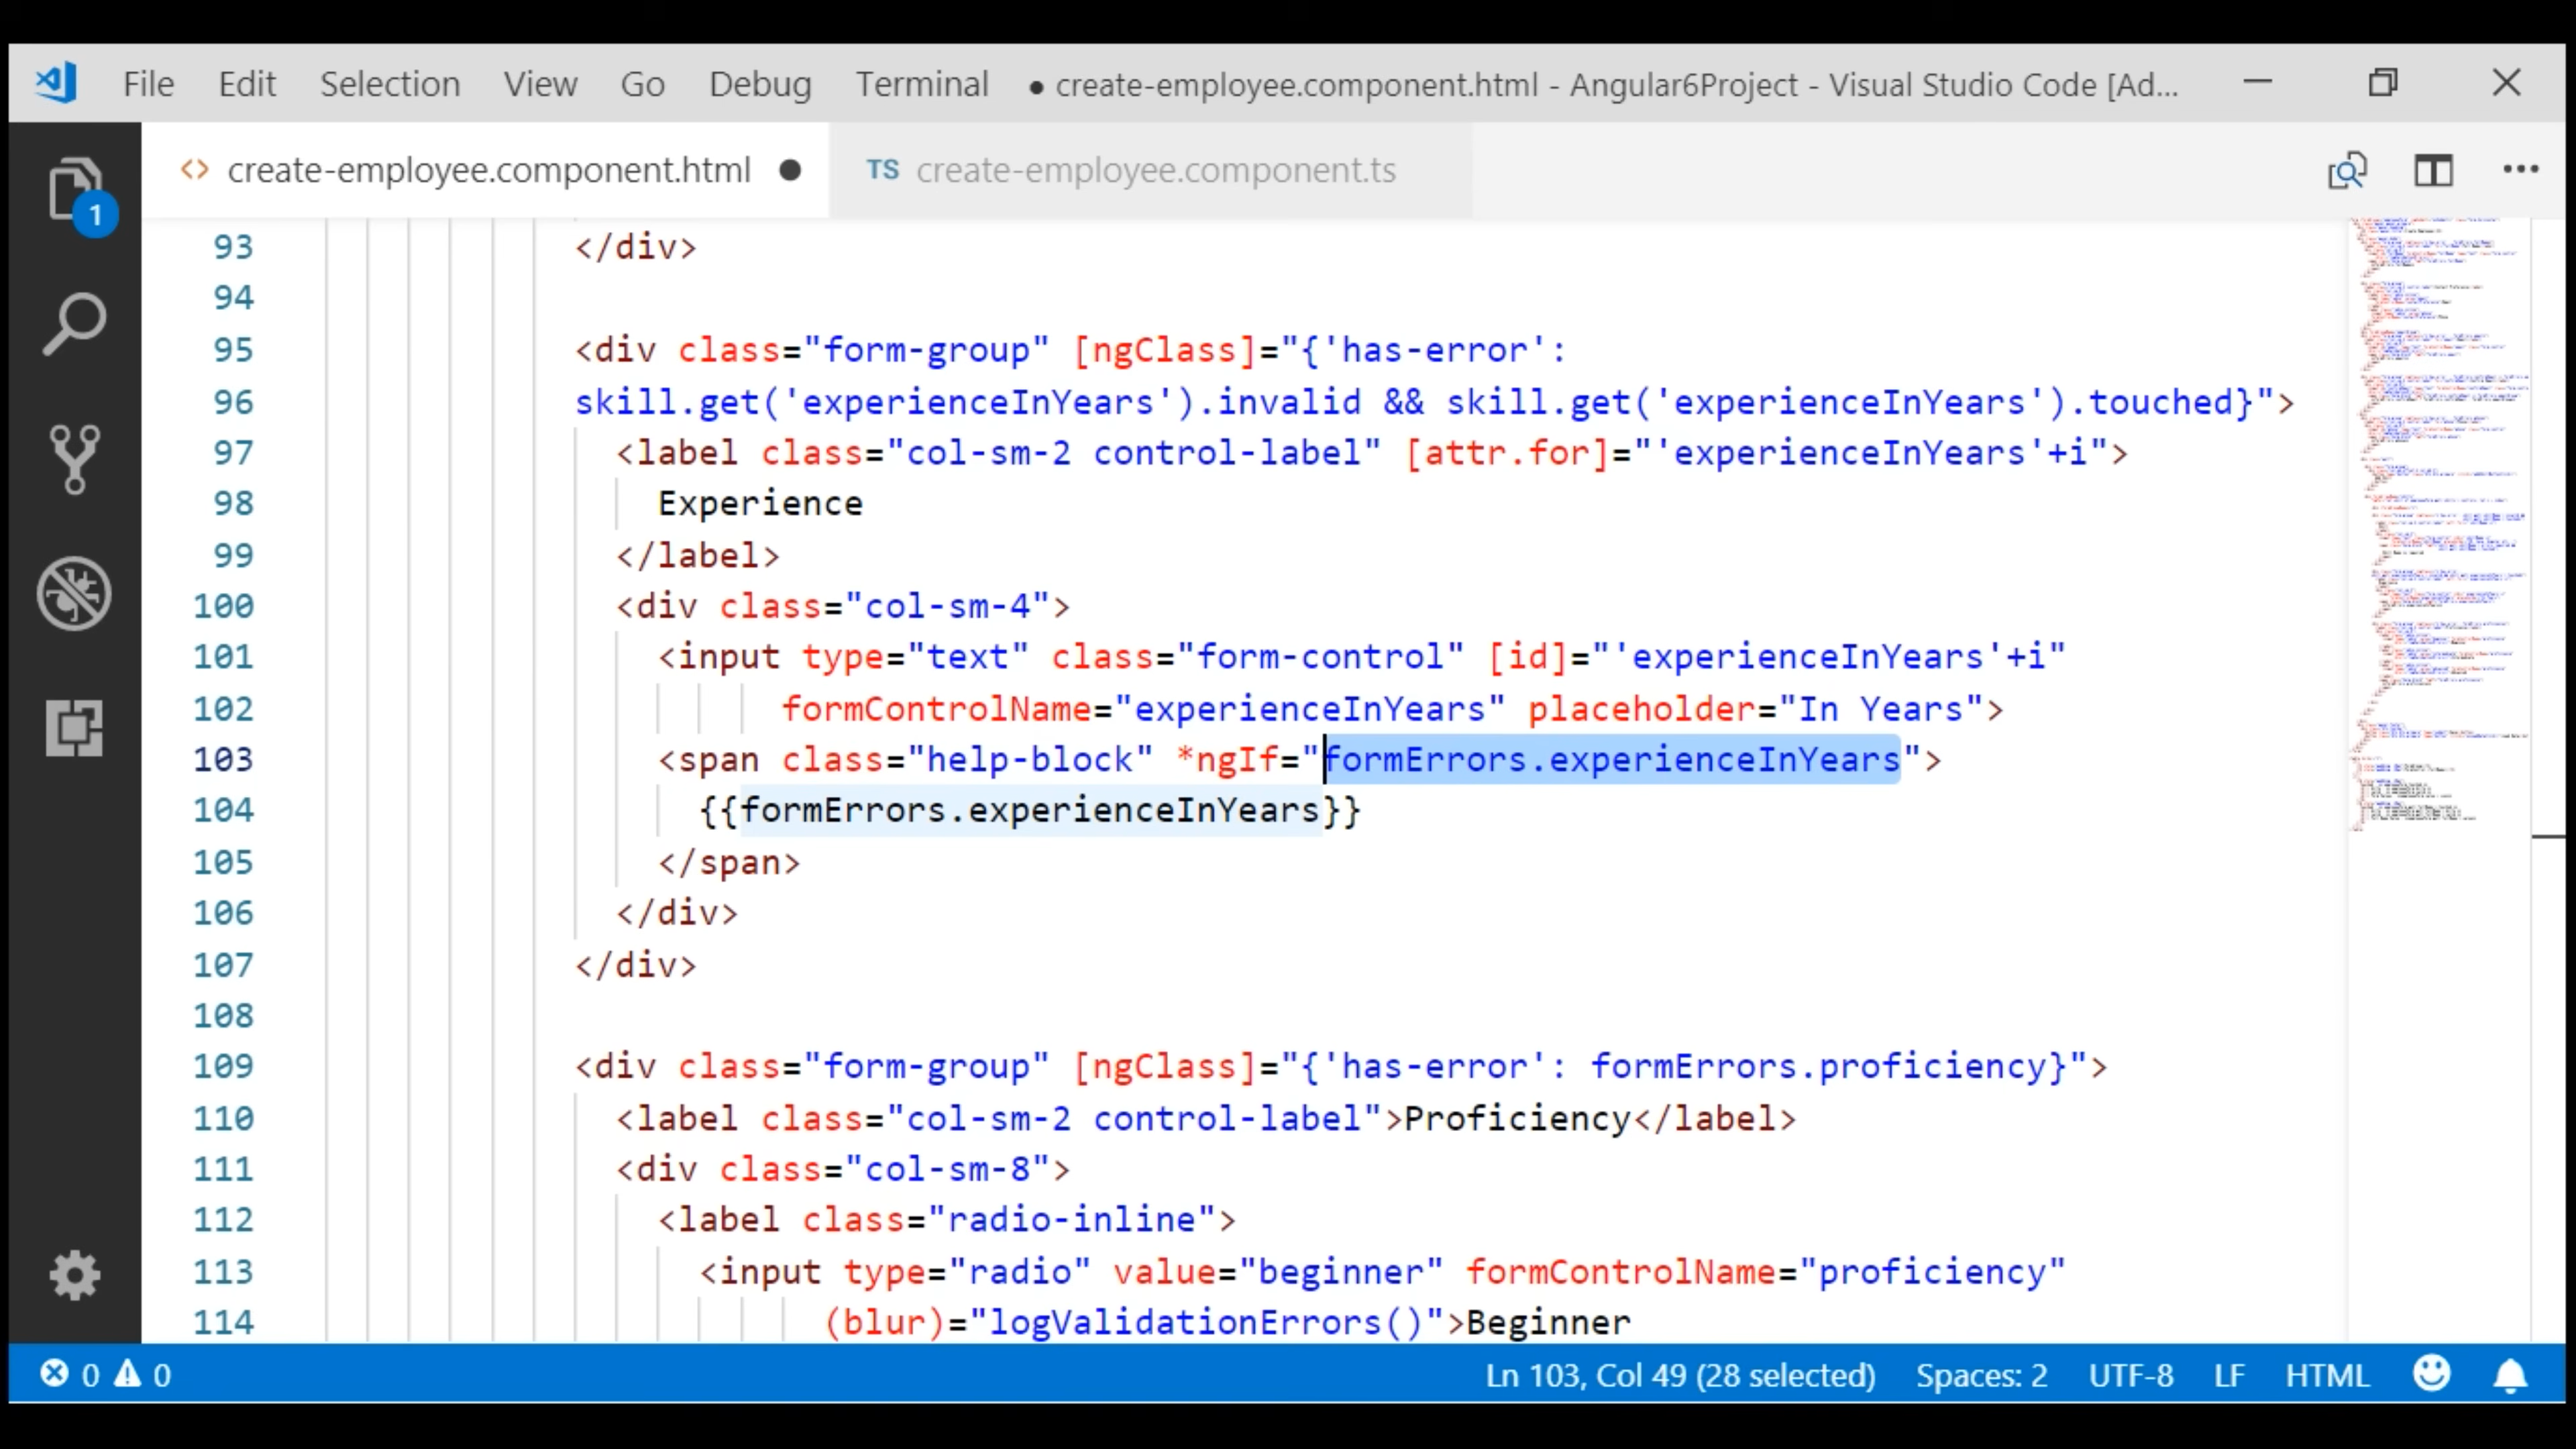 File Edit Selection View Go Debug Terminal ● create-employee.component.html - Angular6Project - Visual Studio Code [Ad...
<> create-employee.component.html ● TS create-employee.component.ts
1
93 </div>
94
95 <div class="form-group" [ngClass]="{'has-error':
96 skill.get('experienceInYears').invalid && skill.get('experienceInYears').touched}">
97 <label class="col-sm-2 control-label" [attr.for]="'experienceInYears'+i">
98 Experience
99 </label>
100 <div class="col-sm-4">
101 <input type="text" class="form-control" [id]="'experienceInYears'+i"
102 formControlName="experienceInYears" placeholder="In Years">
103 <span class="help-block" *ngIf="formErrors.experienceInYears">
104 {{formErrors.experienceInYears}}
105 </span>
106 </div>
107 </div>
108
109 <div class="form-group" [ngClass]="{'has-error': formErrors.proficiency}">
110 <label class="col-sm-2 control-label">Proficiency</label>
111 <div class="col-sm-8">
112 <label class="radio-inline">
113 <input type="radio" value="beginner" formControlName="proficiency"
114 (blur)="logValidationErrors()">Beginner
0 0 Ln 103, Col 49 (28 selected) Spaces: 2 UTF-8 LF HTML